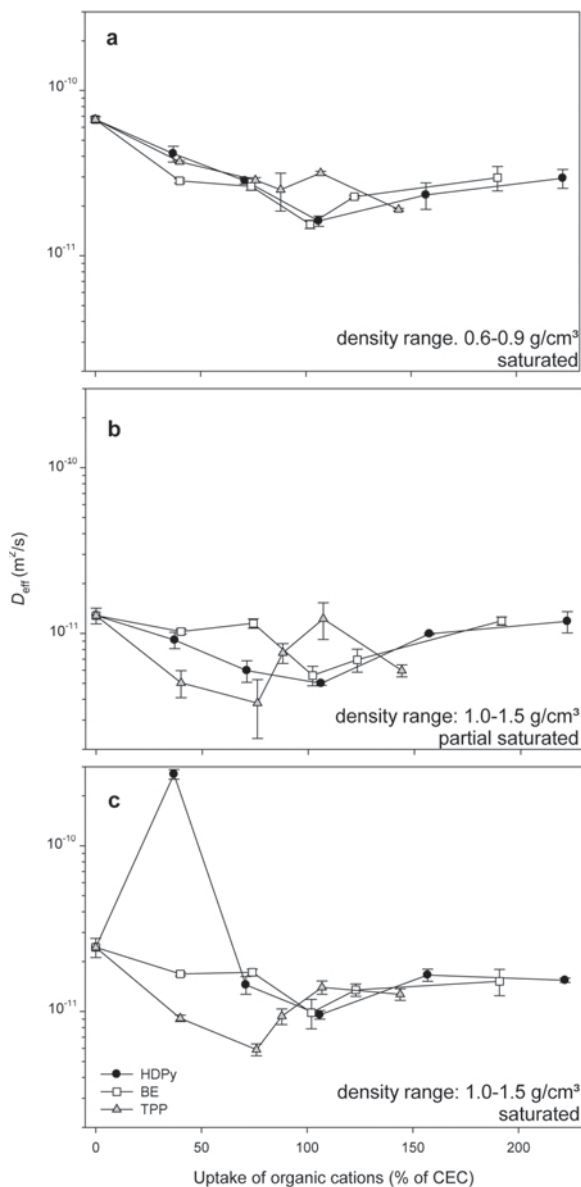 a
10⁻¹⁰
10⁻¹¹
density range. 0.6-0.9 g/cm³
saturated
b
10⁻¹⁰
D_eff (m²/s)
10⁻¹¹
density range: 1.0-1.5 g/cm³
partial saturated
c
10⁻¹⁰
10⁻¹¹
HDPy
BE
TPP
density range: 1.0-1.5 g/cm³
saturated
0 50 100 150 200
Uptake of organic cations (% of CEC)